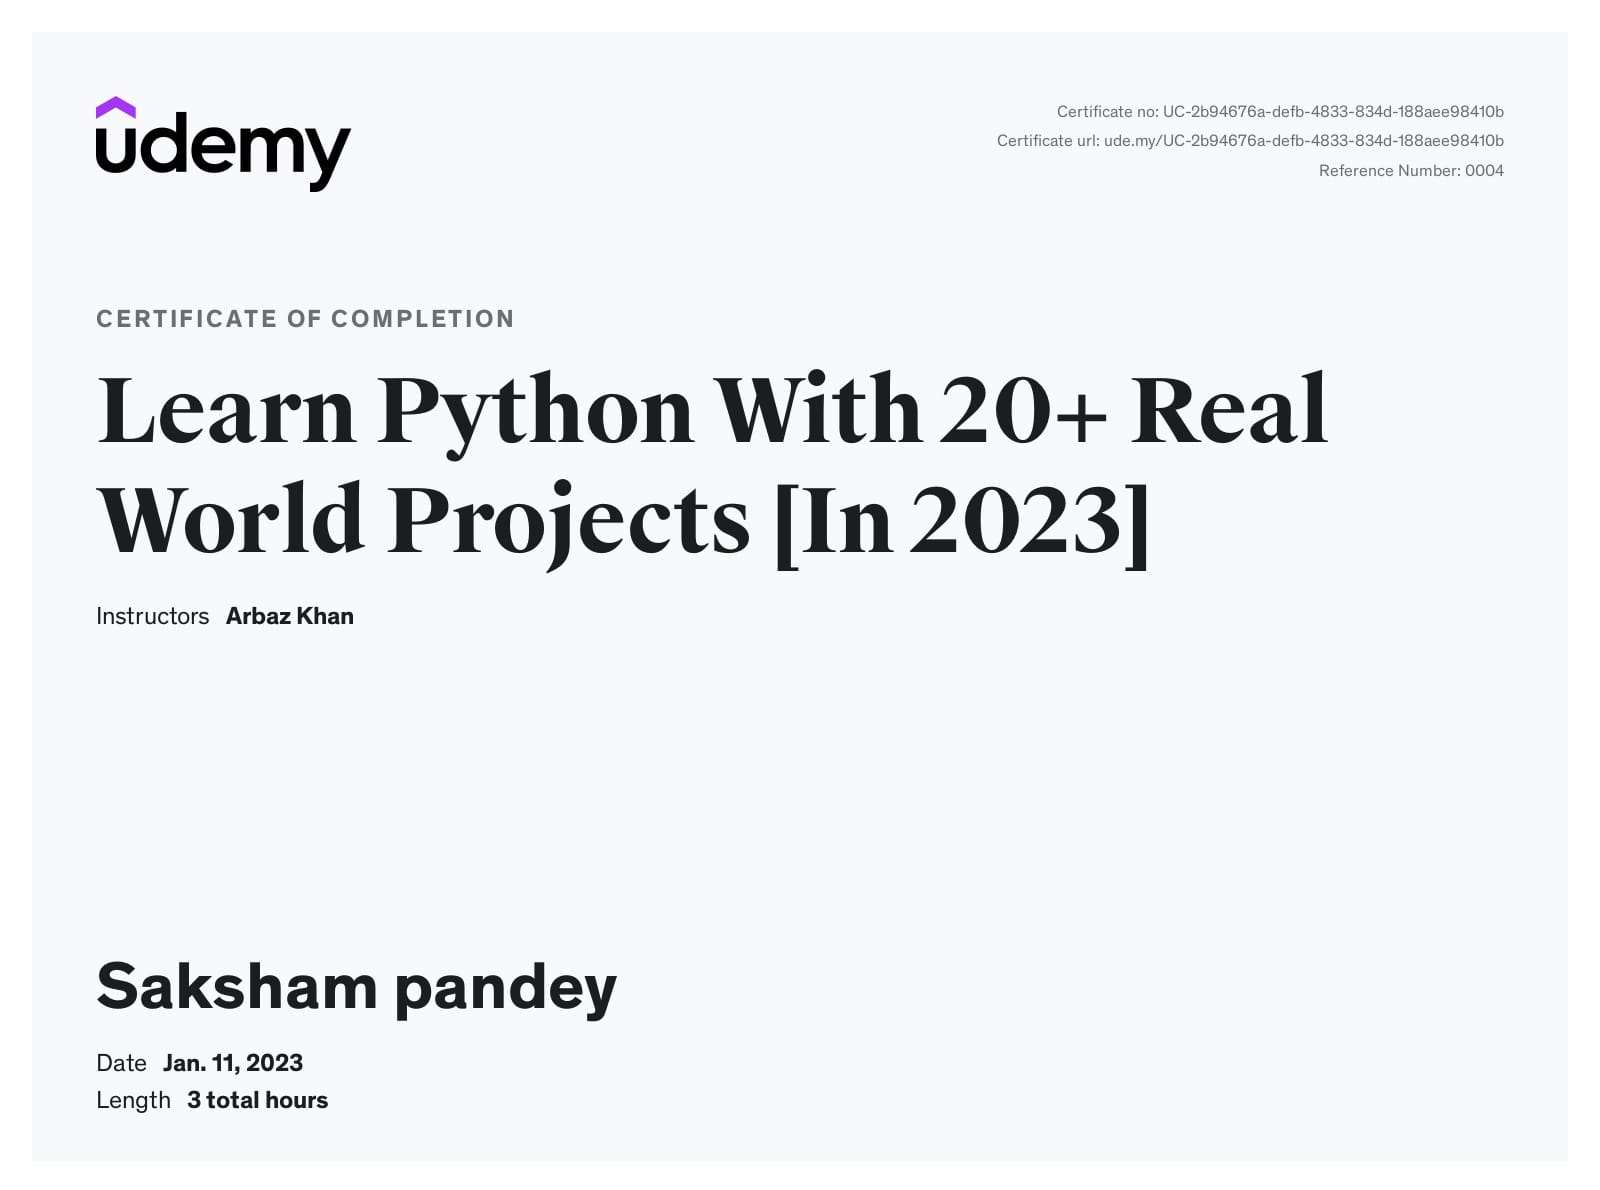 udemy
Certificate no: UC-2b94676a-defb-4833-834d-188aee98410b
Certificate url: ude.my/UC-2b94676a-defb-4833-834d-188aee98410b
Reference Number: 0004
CERTIFICATE OF COMPLETION
Learn Python With 20+ Real
World Projects [In 2023]
Instructors Arbaz Khan
Saksham pandey
Date Jan. 11, 2023
Length 3 total hours